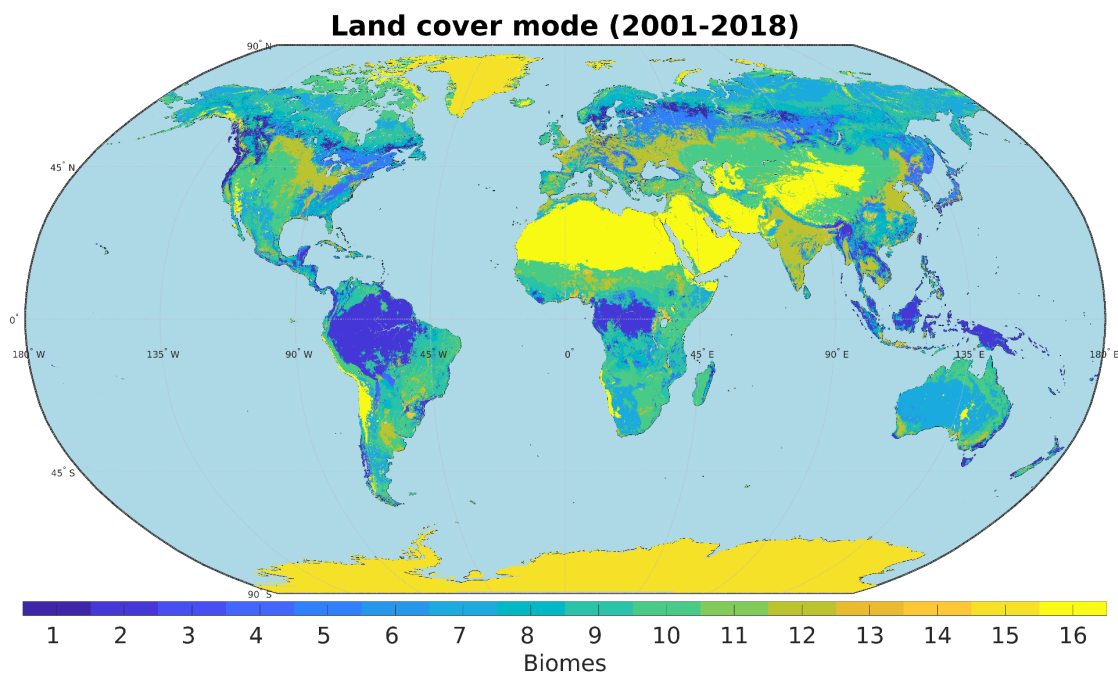 Land cover mode (2001-2018)
90° N
45° N
0°
180° W 135° W 90° W 45° W 0° 45° E 90° E 135° E 180° E
45° S
90° S
1 2 3 4 5 6 7 8 9 10 11 12 13 14 15 16
Biomes